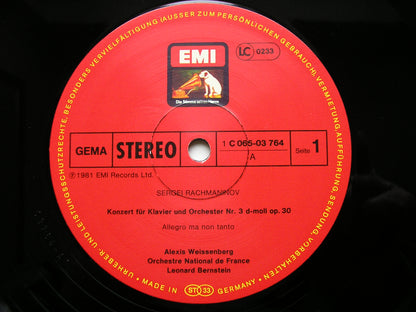 URHEBER- UND LEISTUNGSSCHUTZRECHTE, BESONDERS VERVIELFÄLTIGUNG (AUSSER ZUM PERSÖNLICHEN GEBRAUCH), VERMIETUNG, AUFFÜHRUNG, SENDUNG, VORBEHALTEN ·
EMI
LC 0233
Die Stimme seines Herrn
GEMA
STEREO
1 C 065-03 764
A
Seite 1
℗ 1981 EMI Records Ltd.
SERGEI RACHMANINOV
Konzert für Klavier und Orchester Nr. 3 d-moll op. 30
Allegro ma non tanto
Alexis Weissenberg
Orchestre National de France
Leonard Bernstein
· MADE IN ST 33 GERMANY ·